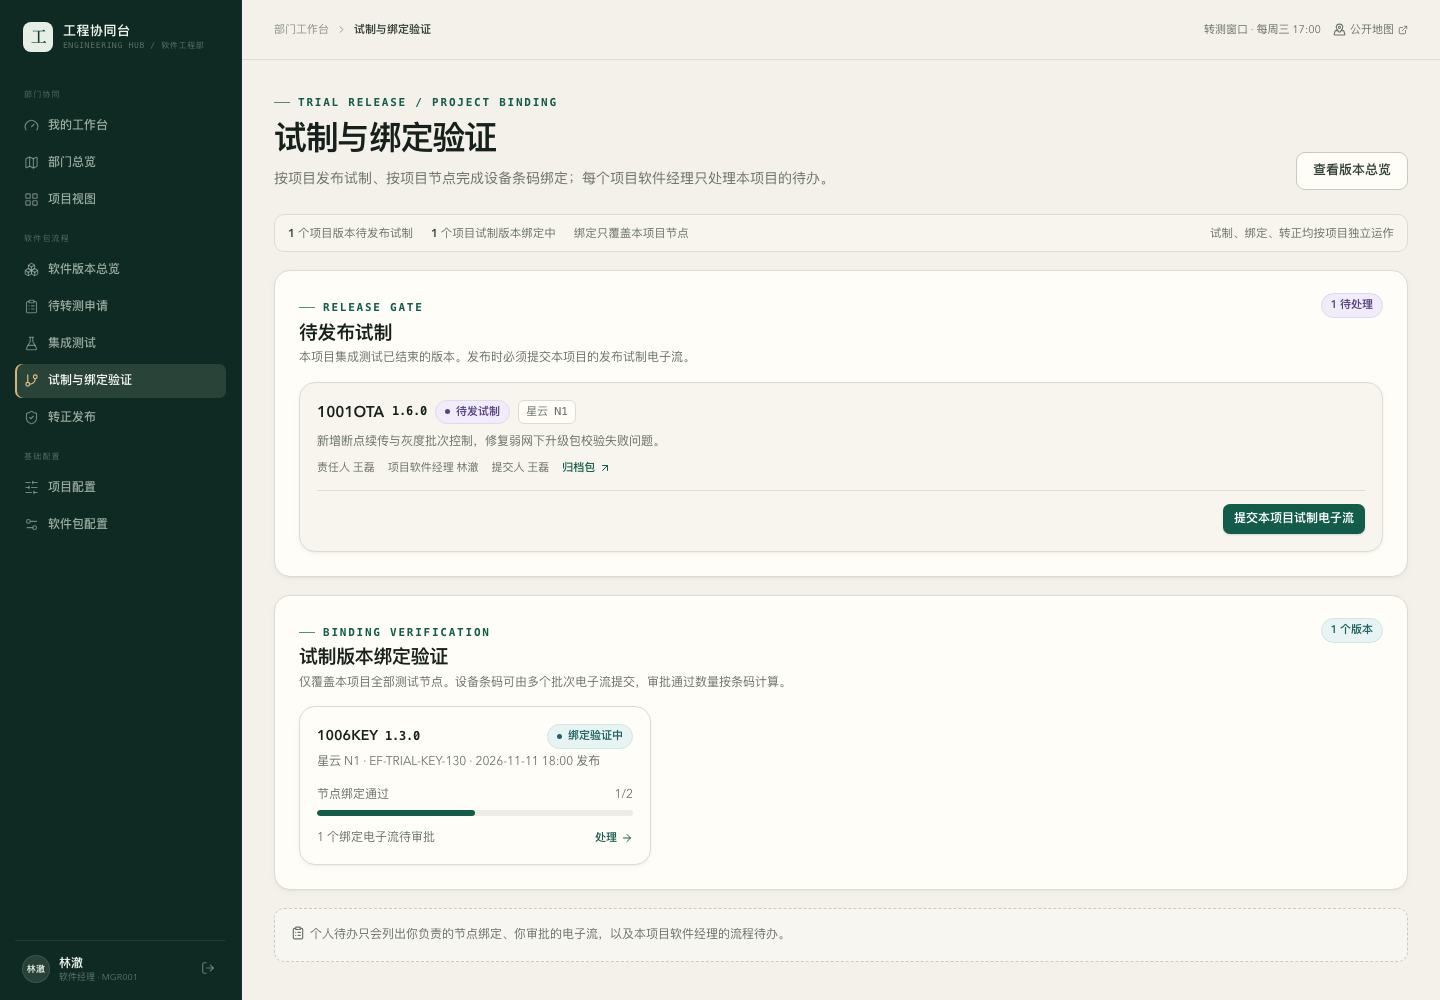 工
工程协同台
ENGINEERING HUB / 软件工程部
部门协同
我的工作台
部门总览
项目视图
软件包流程
软件版本总览
待转测申请
集成测试
试制与绑定验证
转正发布
基础配置
项目配置
软件包配置
林澈
林澈
软件经理 · MGR001
部门工作台
试制与绑定验证
转测窗口 · 每周三 17:00
公开地图
TRIAL RELEASE / PROJECT BINDING
试制与绑定验证
按项目发布试制、按项目节点完成设备条码绑定；每个项目软件经理只处理本项目的待办。
查看版本总览
1 个项目版本待发布试制 1 个项目试制版本绑定中 绑定只覆盖本项目节点 试制、绑定、转正均按项目独立运作
RELEASE GATE
1 待处理
待发布试制
本项目集成测试已结束的版本。发布时必须提交本项目的发布试制电子流。
1001OTA 1.6.0 待发试制 星云 N1
新增断点续传与灰度批次控制，修复弱网下升级包校验失败问题。
责任人 王磊 项目软件经理 林澈 提交人 王磊 归档包
提交本项目试制电子流
BINDING VERIFICATION
1 个版本
试制版本绑定验证
仅覆盖本项目全部测试节点。设备条码可由多个批次电子流提交，审批通过数量按条码计算。
1006KEY 1.3.0 绑定验证中
星云 N1 · EF-TRIAL-KEY-130 · 2026-11-11 18:00 发布
节点绑定通过 1/2
1 个绑定电子流待审批 处理
个人待办只会列出你负责的节点绑定、你审批的电子流，以及本项目软件经理的流程待办。